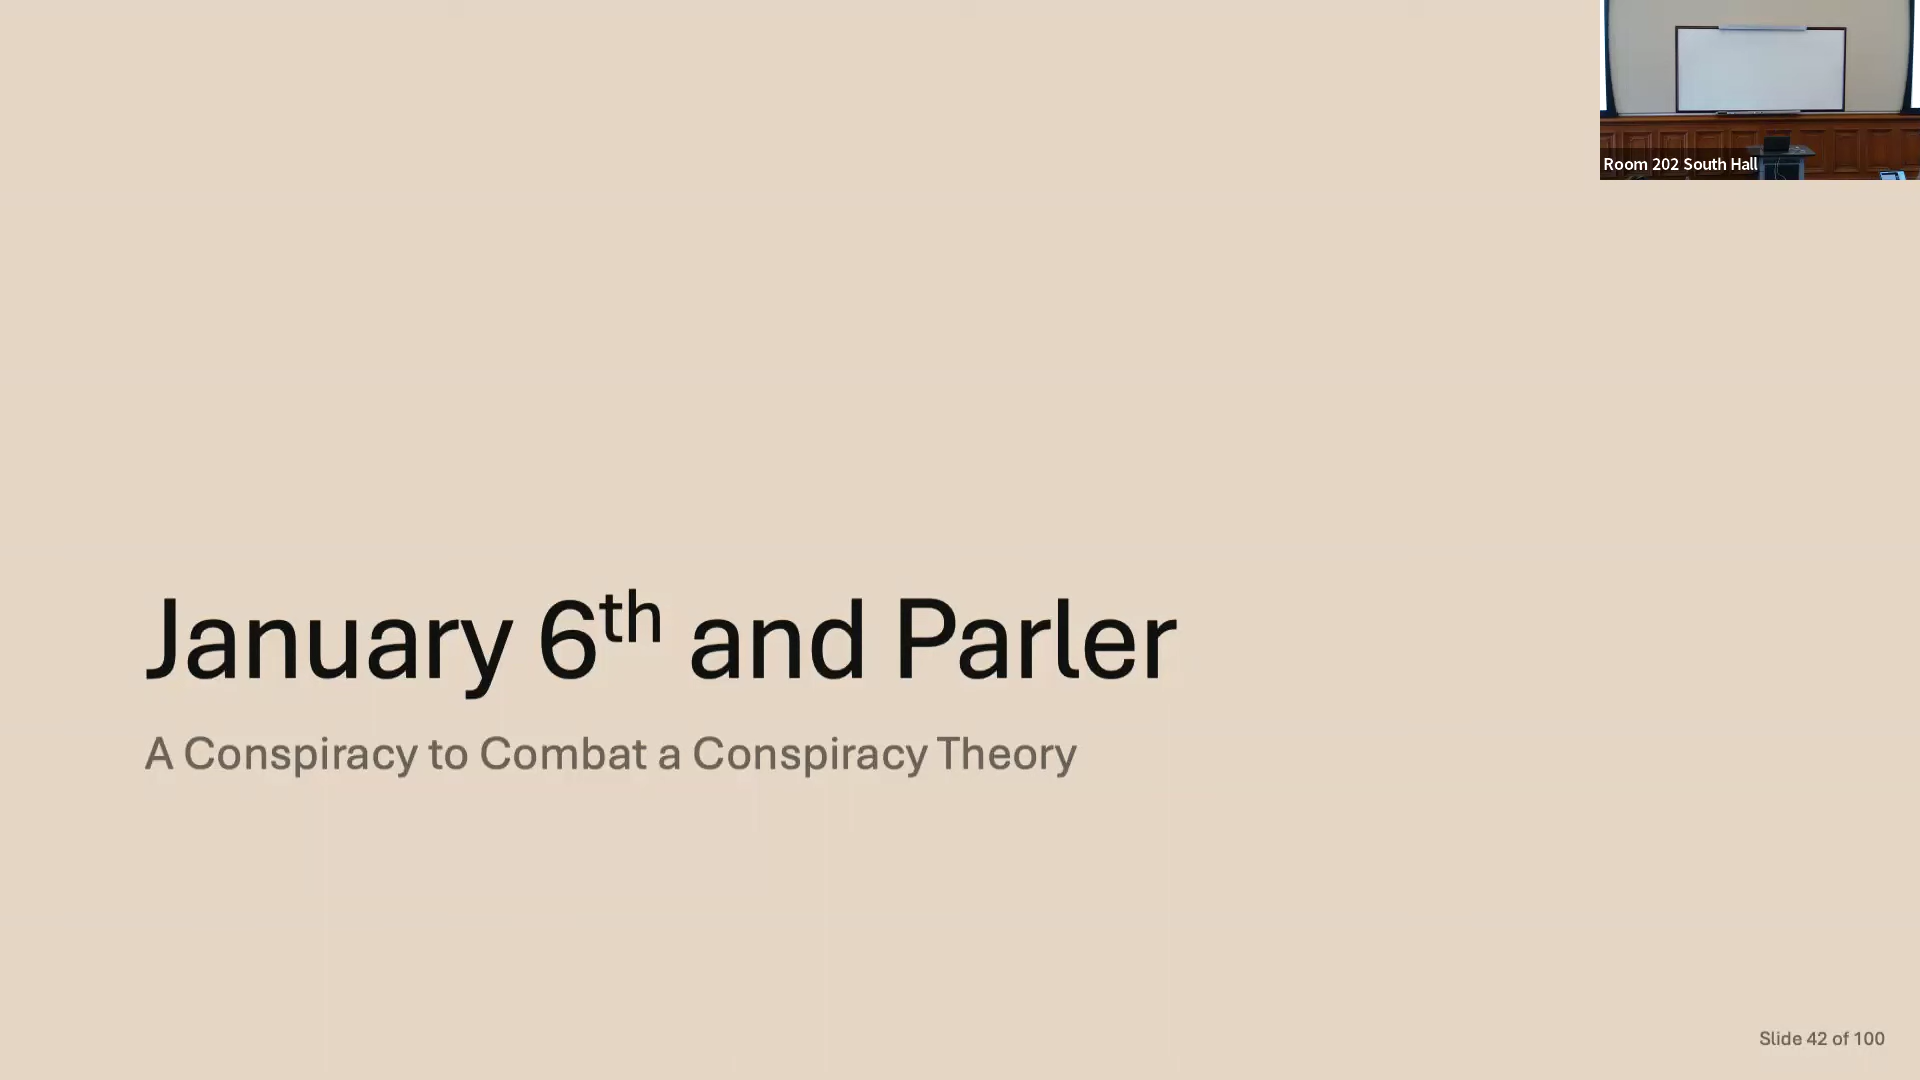 Room 202 South Hall
January 6th and Parler
A Conspiracy to Combat a Conspiracy Theory
Slide 42 of 100